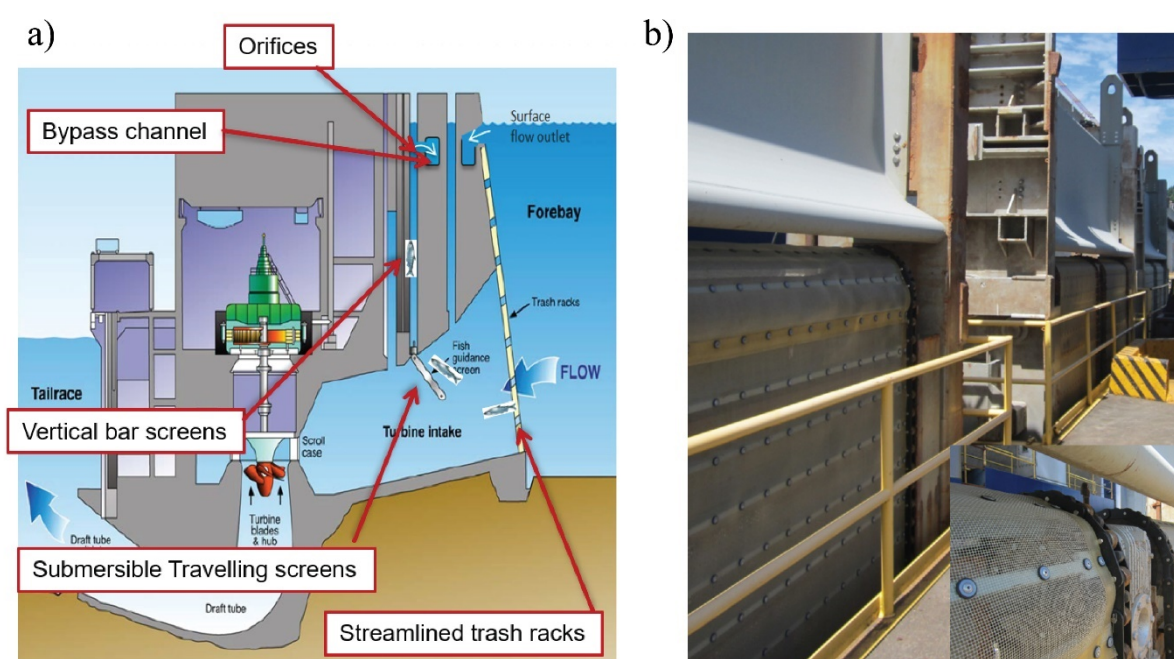 a)
b)
Orifices
Bypass channel
Surface
flow outlet
Forebay
Trash racks
Fish
guidance
screen
FLOW
Tailrace
Vertical bar screens
Turbine intake
Scroll
case
Turbine
blades
& hub
Draft tube
Submersible Travelling screens
Draft tube
Streamlined trash racks